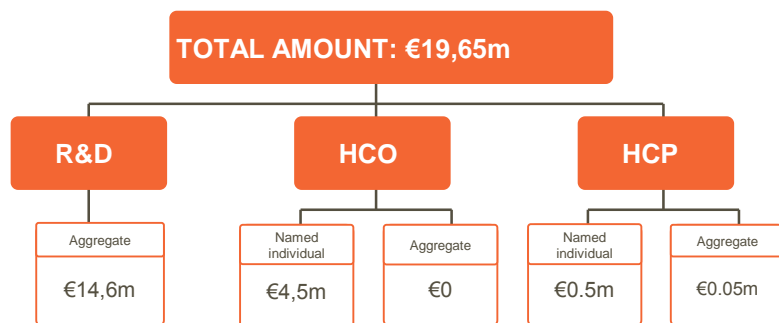 TOTAL AMOUNT: €19,65m
R&D
HCO
HCP
Aggregate
€14,6m
Named
individual
€4,5m
Aggregate
€0
Named
individual
€0.5m
Aggregate
€0.05m